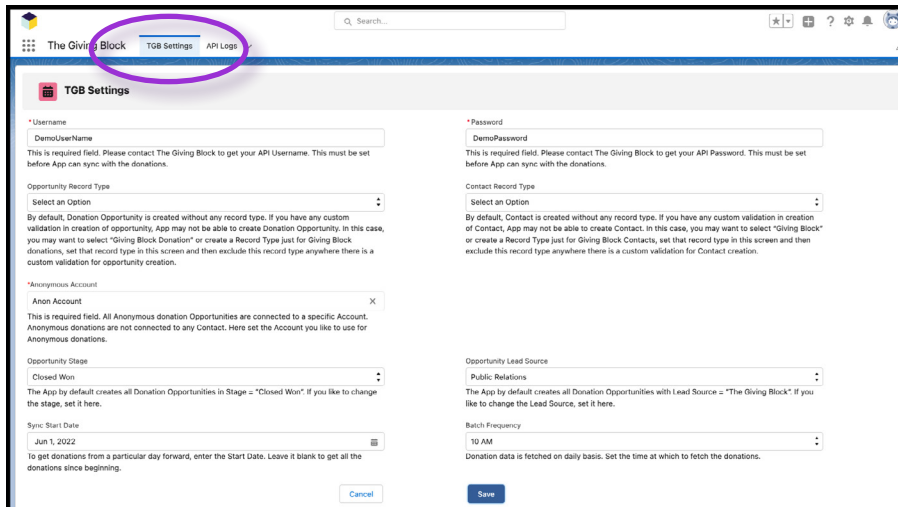 Search...
The Giving Block TGB Settings API Logs
TGB Settings
*Username
DemoUserName
This is required field. Please contact The Giving Block to get your API Username. This must be set
before App can sync with the donations.
*Password
DemoPassword
This is required field. Please contact The Giving Block to get your API Password. This must be set
before App can sync with the donations.
Opportunity Record Type
Select an Option
By default, Donation Opportunity is created without any record type. If you have any custom
validation in creation of opportunity, App may not be able to create Donation Opportunity. In this case,
you may want to select "Giving Block Donation" or create a Record Type just for Giving Block
donations, set that record type in this screen and then exclude this record type anywhere there is a
custom validation for opportunity creation.
Contact Record Type
Select an Option
By default, Contact is created without any record type. If you have any custom validation in creation
of Contact, App may not be able to create Contact. In this case, you may want to select "Giving Block"
or create a Record Type just for Giving Block Contacts, set that record type in this screen and then
exclude this record type anywhere there is a custom validation for Contact creation.
*Anonymous Account
Anon Account
This is required field. All Anonymous donation Opportunities are connected to a specific Account.
Anonymous donations are not connected to any Contact. Here set the Account you like to use for
Anonymous donations.
Opportunity Stage
Closed Won
The App by default creates all Donation Opportunities in Stage = "Closed Won". If you like to change
the stage, set it here.
Opportunity Lead Source
Public Relations
The App by default creates all Donation Opportunities with Lead Source = "The Giving Block". If you
like to change the Lead Source, set it here.
Sync Start Date
Jun 1, 2022
To get donations from a particular day forward, enter the Start Date. Leave it blank to get all the
donations since beginning.
Batch Frequency
10 AM
Donation data is fetched on daily basis. Set the time at which to fetch the donations.
Cancel
Save